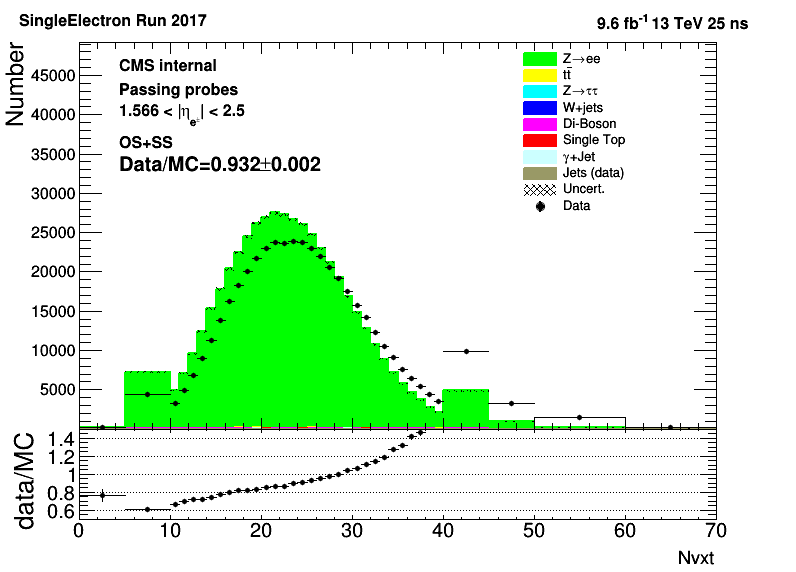 SingleElectron Run 2017
9.6 fb⁻¹ 13 TeV 25 ns
Number
45000
40000
35000
30000
25000
20000
15000
10000
5000
CMS internal
Passing probes
1.566 < |η_e±| < 2.5
OS+SS
Data/MC=0.932±0.002
Z→ee
tt̄
Z→ττ
W+jets
Di-Boson
Single Top
γ+Jet
Jets (data)
Uncert.
Data
data/MC
1.4
1.2
1
0.8
0.6
0 10 20 30 40 50 60 70
Nvxt